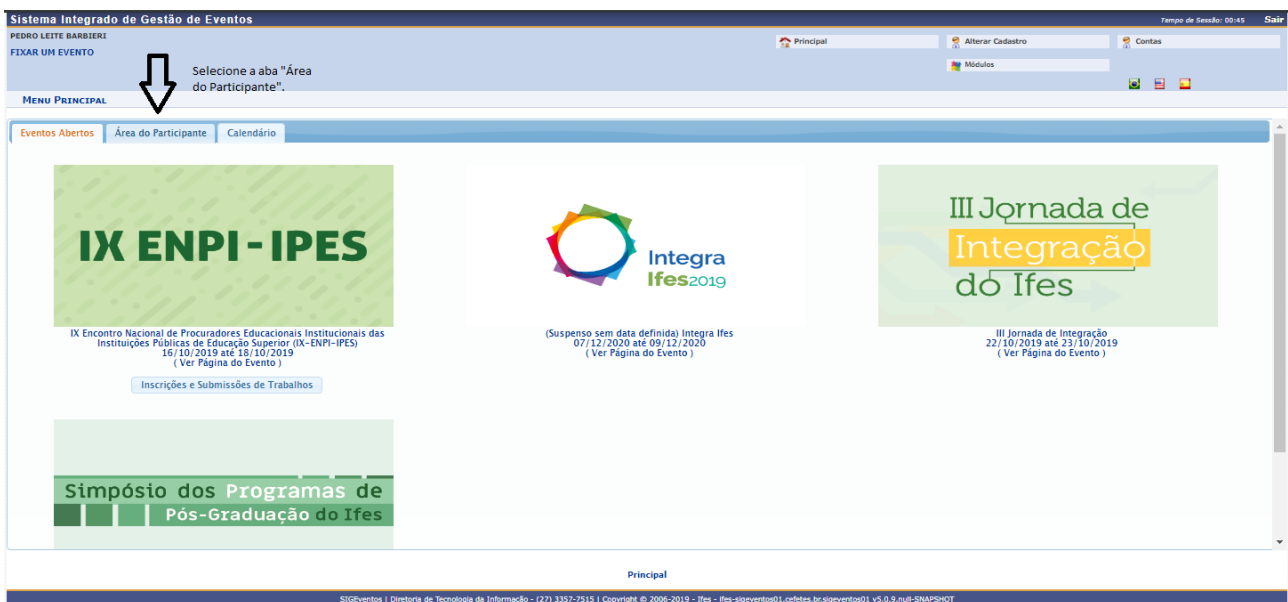 Sistema Integrado de Gestão de Eventos
Tempo de Sessão: 00:45
Sair
PEDRO LEITE BARBIERI
FIXAR UM EVENTO
Principal
Alterar Cadastro
Contas
Módulos
Selecione a aba "Área
do Participante".
MENU PRINCIPAL
Eventos Abertos
Área do Participante
Calendário
IX ENPI-IPES
IX Encontro Nacional de Procuradores Educacionais Institucionais das
Instituições Públicas de Educação Superior (IX-ENPI-IPES)
16/10/2019 até 18/10/2019
( Ver Página do Evento )
Inscrições e Submissões de Trabalhos
Integra
Ifes2019
(Suspenso sem data definida) Integra Ifes
07/12/2020 até 09/12/2020
( Ver Página do Evento )
III Jornada de
Integração
do Ifes
III Jornada de Integração
22/10/2019 até 23/10/2019
( Ver Página do Evento )
Simpósio dos Programas de
Pós-Graduação do Ifes
Principal
SIGEventos | Diretoria de Tecnologia da Informação - (27) 3357-7515 | Copyright © 2006-2019 - Ifes - ifes-sigeventos01.cefetes.br.sigeventos01 v5.0.9.null-SNAPSHOT